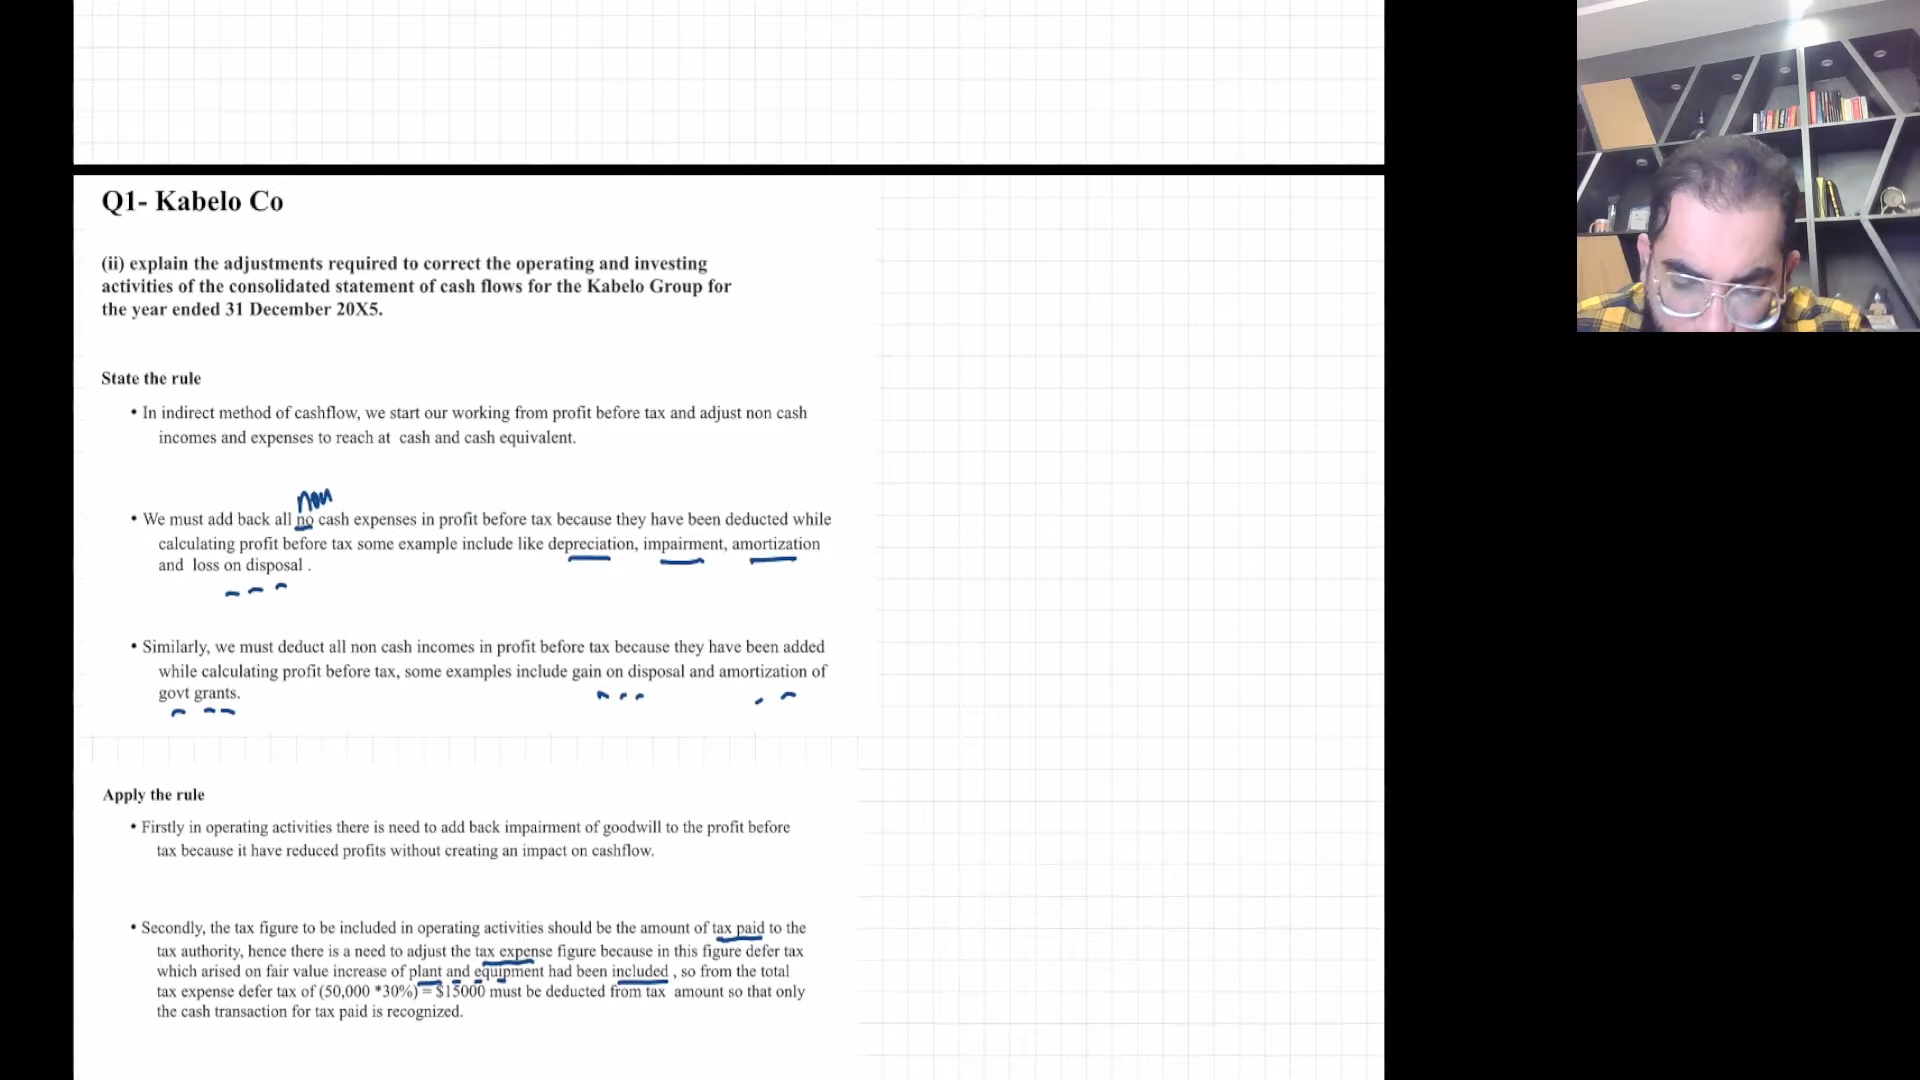 Q1- Kabelo Co
(ii) explain the adjustments required to correct the operating and investing
activities of the consolidated statement of cash flows for the Kabelo Group for
the year ended 31 December 20X5.
State the rule
• In indirect method of cashflow, we start our working from profit before tax and adjust non cash
incomes and expenses to reach at cash and cash equivalent.
non
• We must add back all no cash expenses in profit before tax because they have been deducted while
calculating profit before tax some example include like depreciation, impairment, amortization
and loss on disposal .
• Similarly, we must deduct all non cash incomes in profit before tax because they have been added
while calculating profit before tax, some examples include gain on disposal and amortization of
govt grants.
Apply the rule
• Firstly in operating activities there is need to add back impairment of goodwill to the profit before
tax because it have reduced profits without creating an impact on cashflow.
• Secondly, the tax figure to be included in operating activities should be the amount of tax paid to the
tax authority, hence there is a need to adjust the tax expense figure because in this figure defer tax
which arised on fair value increase of plant and equipment had been included , so from the total
tax expense defer tax of (50,000 *30%) = $15000 must be deducted from tax amount so that only
the cash transaction for tax paid is recognized.